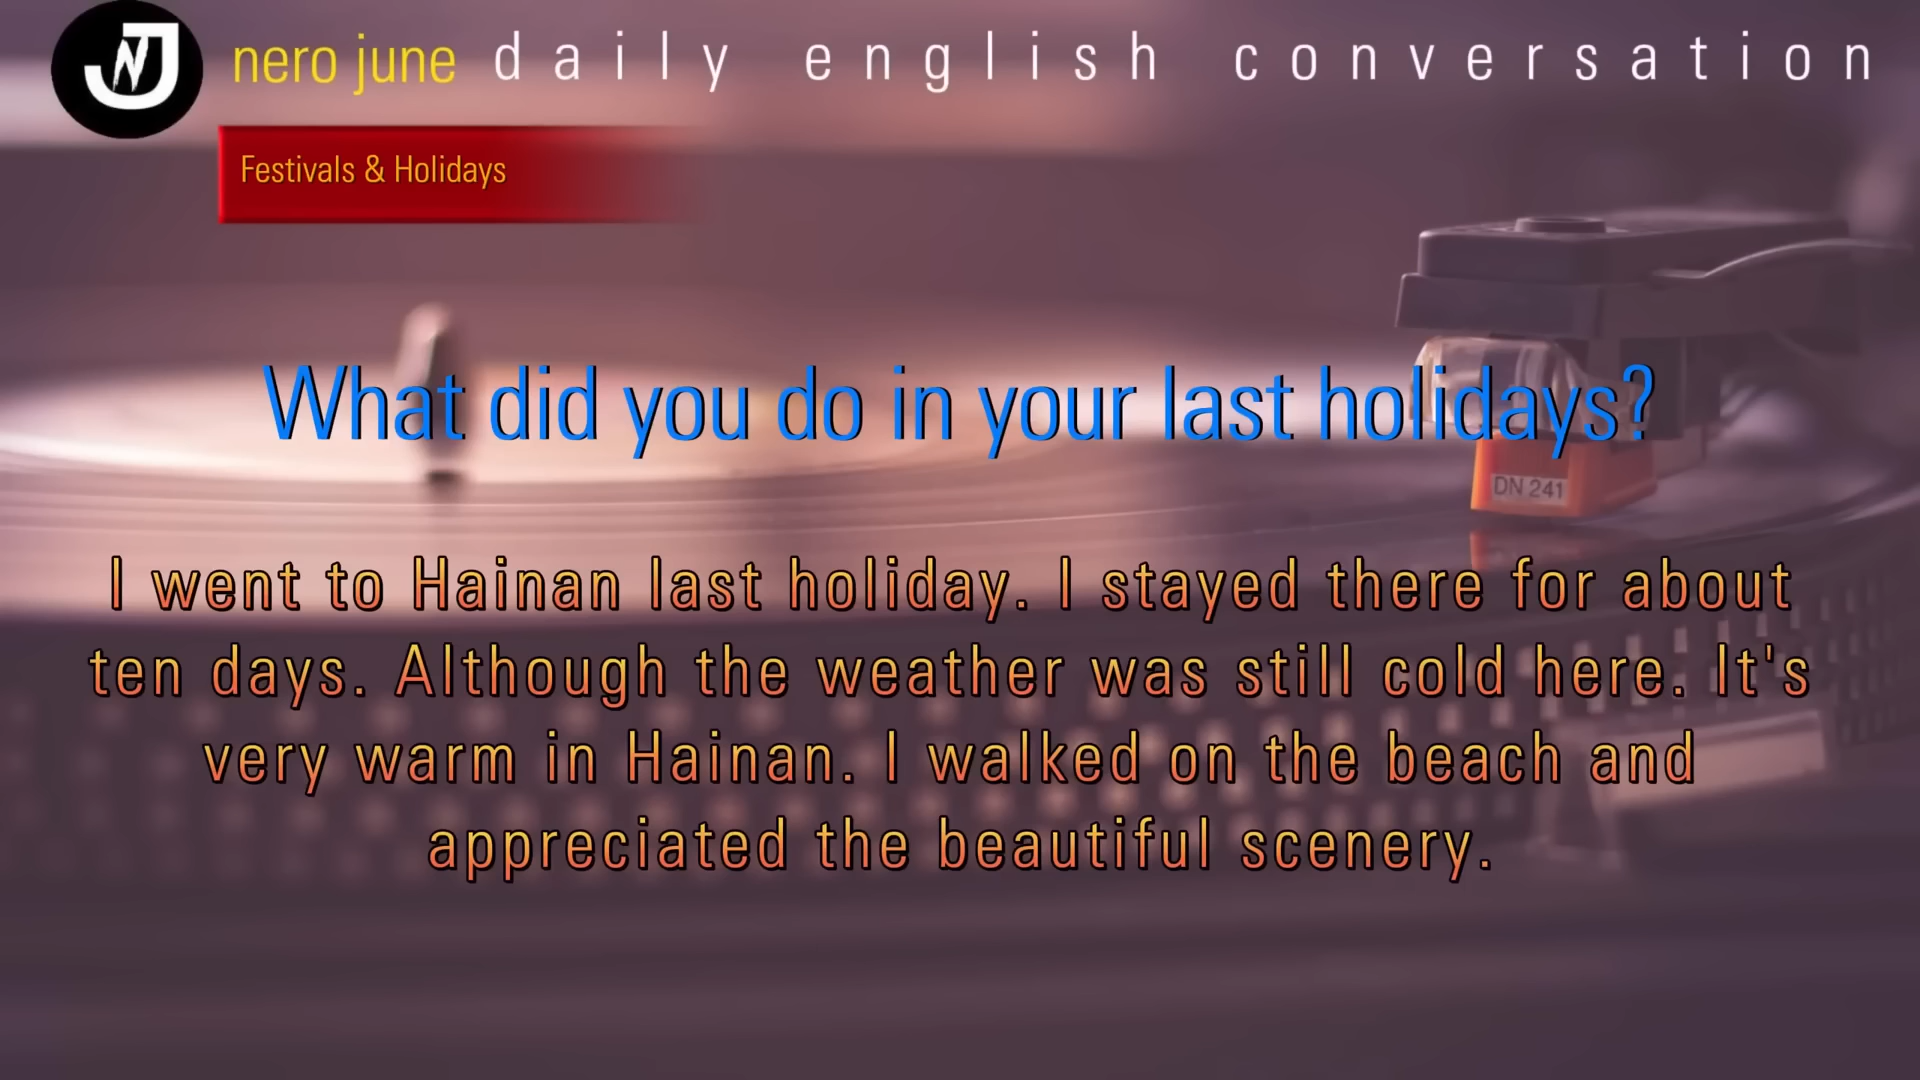 NJ nero june daily english conversation
Festivals & Holidays
What did you do in your last holidays?
DN 241
I went to Hainan last holiday. I stayed there for about
ten days. Although the weather was still cold here. It's
very warm in Hainan. I walked on the beach and
appreciated the beautiful scenery.